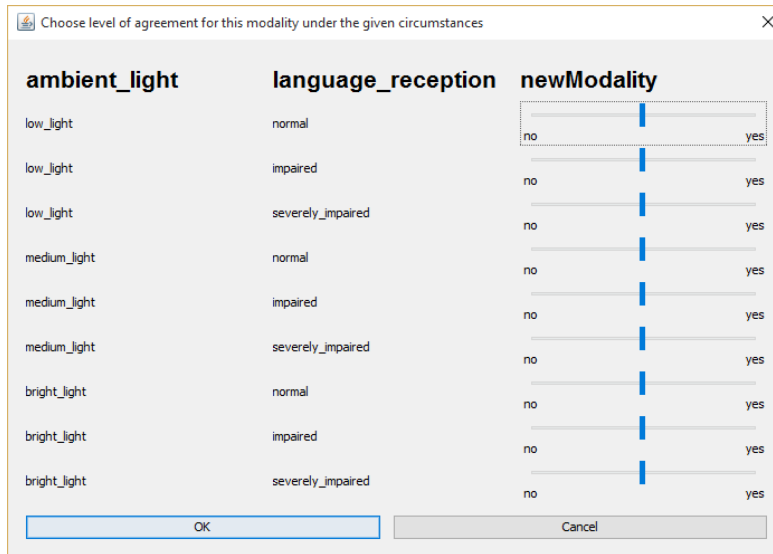 Choose level of agreement for this modality under the given circumstances
ambient_light language_reception newModality
low_light normal
no yes
low_light impaired
no yes
low_light severely_impaired
no yes
medium_light normal
no yes
medium_light impaired
no yes
medium_light severely_impaired
no yes
bright_light normal
no yes
bright_light impaired
no yes
bright_light severely_impaired
no yes
OK Cancel